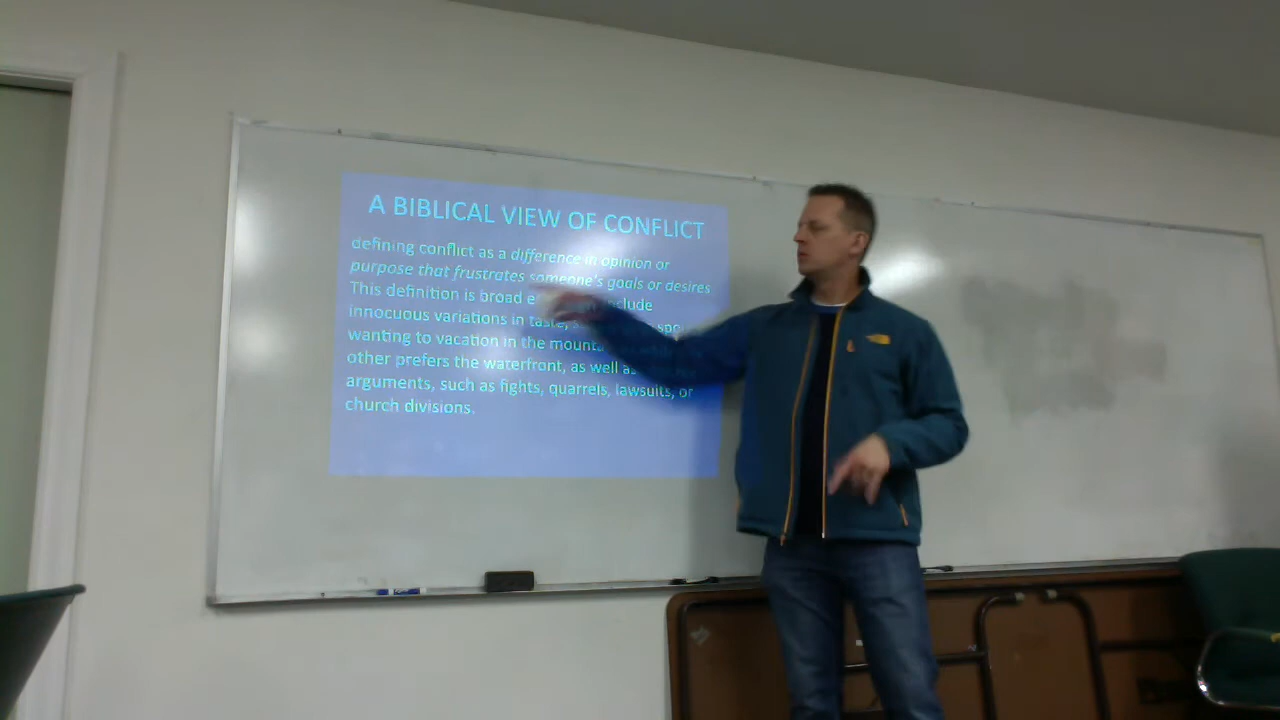 A BIBLICAL VIEW OF CONFLICT
defining conflict as a difference in opinion or
purpose that frustrates someone's goals or desires
This definition is broad include
innocuous variations in taste,
wanting to vacation in the
other prefers the waterfront, as well as
arguments, such as fights, quarrels, lawsuits, or
church divisions.